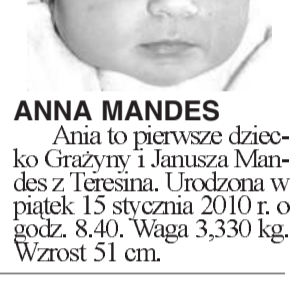 ANNA MANDES
Ania to pierwsze dziec-
ko Grażyny i Janusza Man-
des z Teresina. Urodzona w
piątek 15 stycznia 2010 r. o
godz. 8.40. Waga 3,330 kg.
Wzrost 51 cm.